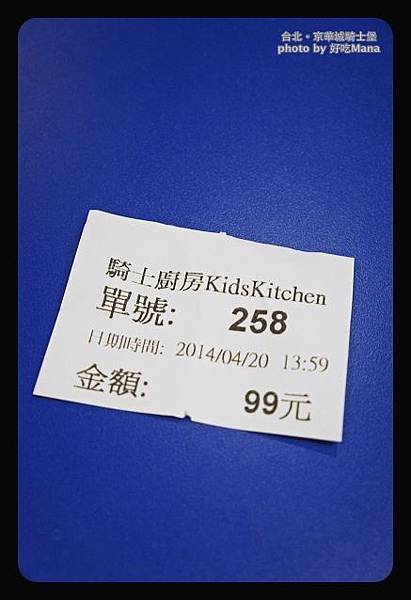 台北•京華城騎士堡
photo by 好吃Mana
騎士廚房KidsKitchen
單號: 258
日期時間: 2014/04/20 13:59
金額: 99元